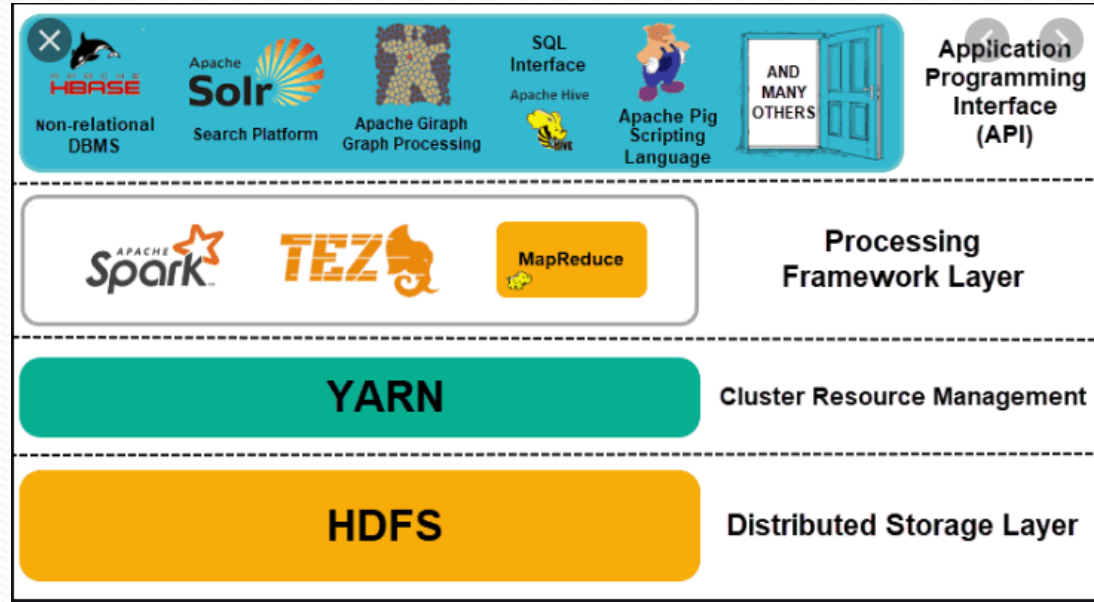 APACHE
HBASE
Non-relational
DBMS
Apache
Solr
Search Platform
Apache Giraph
Graph Processing
SQL
Interface
Apache Hive
HIVE
Apache Pig
Scripting
Language
AND
MANY
OTHERS
Application
Programming
Interface
(API)
APACHE
Spark
TEZ
MapReduce
Processing
Framework Layer
YARN
Cluster Resource Management
HDFS
Distributed Storage Layer